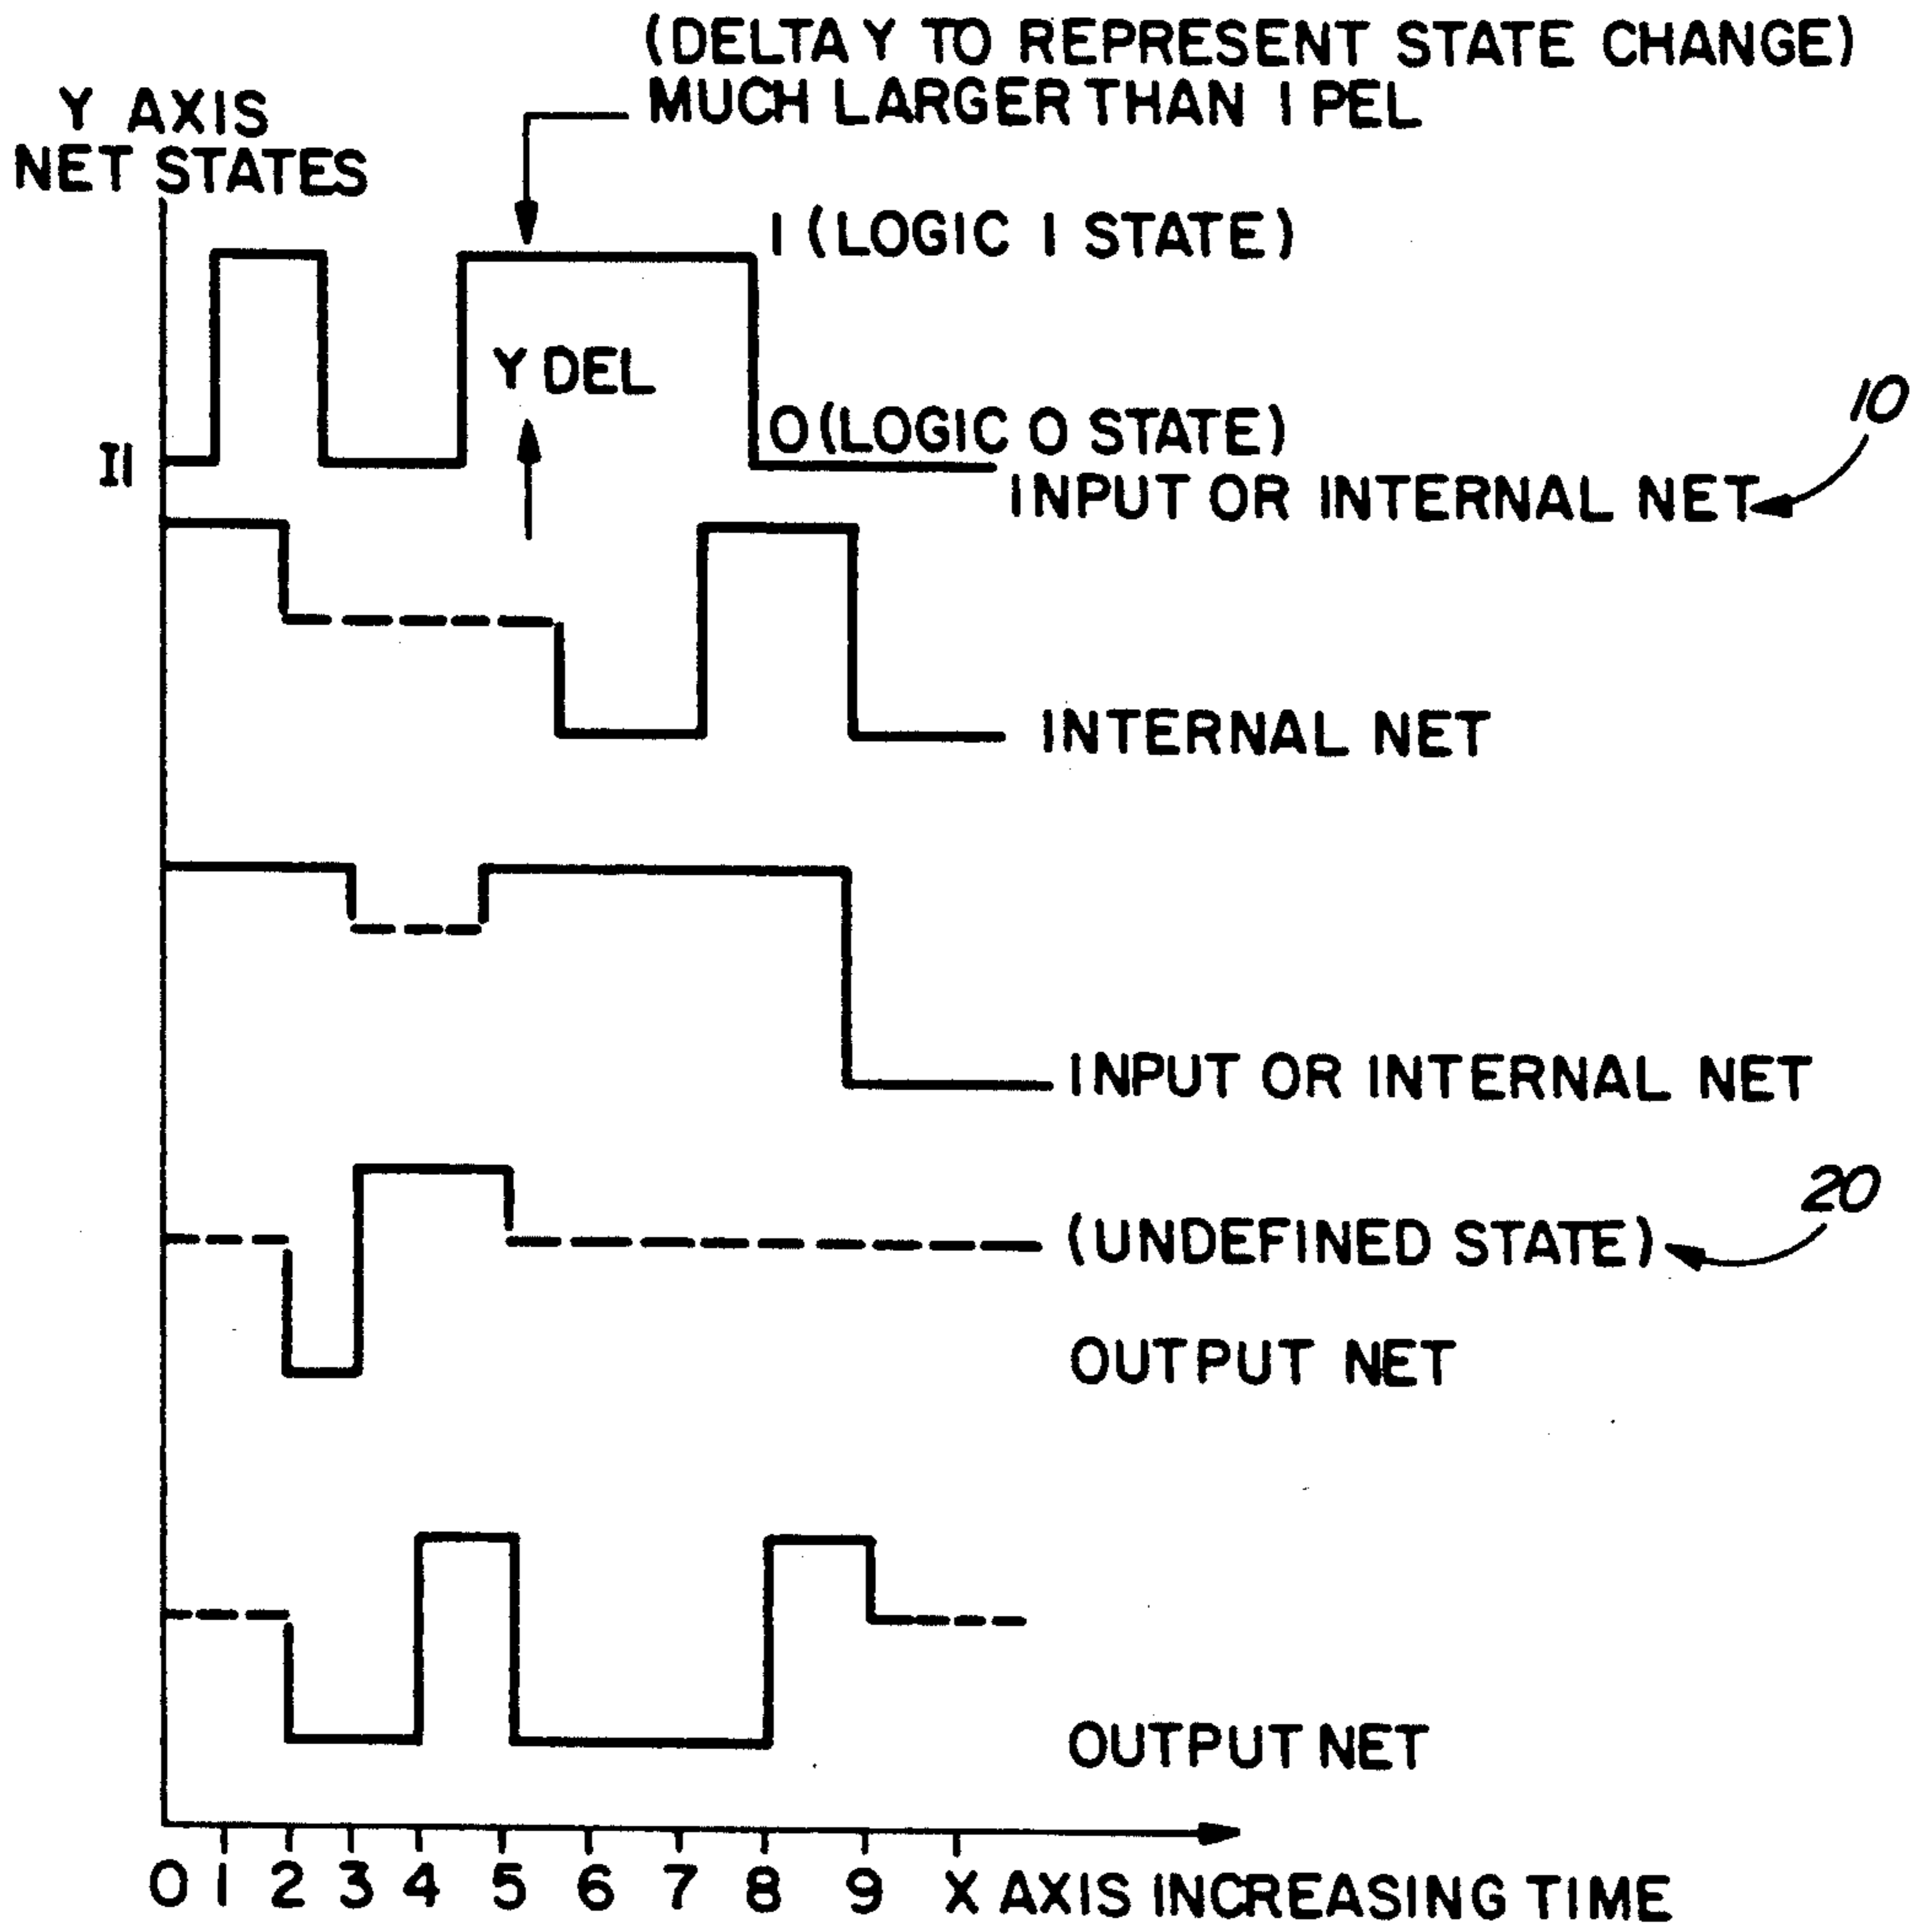 (DELTA Y TO REPRESENT STATE CHANGE)
MUCH LARGER THAN 1 PEL
Y AXIS
NET STATES
1 (LOGIC 1 STATE)
Y DEL
0 (LOGIC 0 STATE)
10
I1
INPUT OR INTERNAL NET
INTERNAL NET
INPUT OR INTERNAL NET
20
(UNDEFINED STATE)
OUTPUT NET
OUTPUT NET
0 1 2 3 4 5 6 7 8 9 X AXIS INCREASING TIME